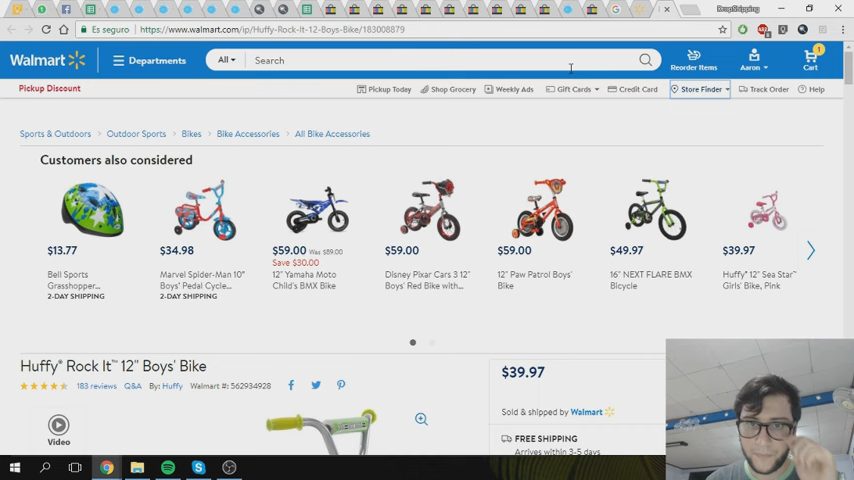 DropShipping
Es seguro
https://www.walmart.com/ip/Huffy-Rock-It-12-Boys-Bike/183008879
Walmart
Departments
All
Search
Reorder Items
Aaron
1
Cart
Pickup Discount
Pickup Today
Shop Grocery
Weekly Ads
Gift Cards
Credit Card
Store Finder
Track Order
Help
Sports & Outdoors > Outdoor Sports > Bikes > Bike Accessories > All Bike Accessories
Customers also considered
$13.77
Bell Sports
Grasshopper...
2-DAY SHIPPING
$34.98
Marvel Spider-Man 10"
Boys' Pedal Cycle...
2-DAY SHIPPING
$59.00 Was $89.00
Save $30.00
12" Yamaha Moto
Child's BMX Bike
$59.00
Disney Pixar Cars 3 12"
Boys' Red Bike with...
$59.00
12" Paw Patrol Boys'
Bike
$49.97
16" NEXT FLARE BMX
Bicycle
$39.97
Huffy® 12" Sea Star™
Girls' Bike, Pink
Huffy® Rock It™ 12" Boys' Bike
183 reviews
Q&A
By: Huffy
Walmart #: 562934928
Video
$39.97
Sold & shipped by Walmart
FREE SHIPPING
Arrives within 3-5 days